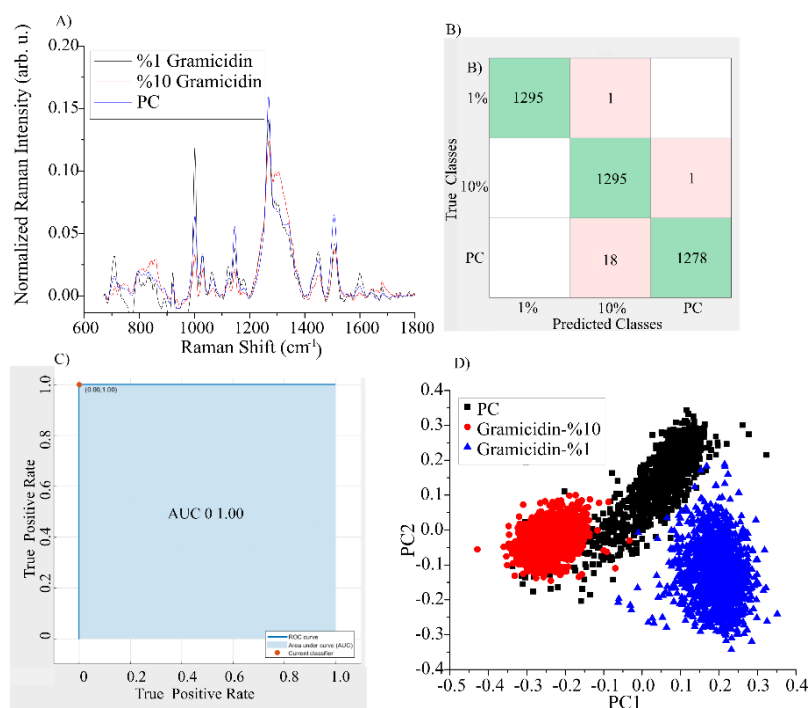 A)
0.20
0.15
0.10
0.05
0.00
Normalized Raman Intensity (arb. u.)
%1 Gramicidin
%10 Gramicidin
PC
600 800 1000 1200 1400 1600 1800
Raman Shift (cm-1)
B)
B)
1%
10%
PC
True Classes
1295 1
1295 1
18 1278
1% 10% PC
Predicted Classes
C)
1.0
0.8
0.6
0.4
0.2
0
True Positive Rate
(0.00,1.00)
AUC 0 1.00
ROC curve
Area under curve (AUC)
Current classifier
0 0.2 0.4 0.6 0.8 1.0
True Positive Rate
D)
0.4
0.3
0.2
0.1
0.0
-0.1
-0.2
-0.3
-0.4
PC2
PC
Gramicidin-%10
Gramicidin-%1
-0.5 -0.4 -0.3 -0.2 -0.1 0.0 0.1 0.2 0.3 0.4
PC1